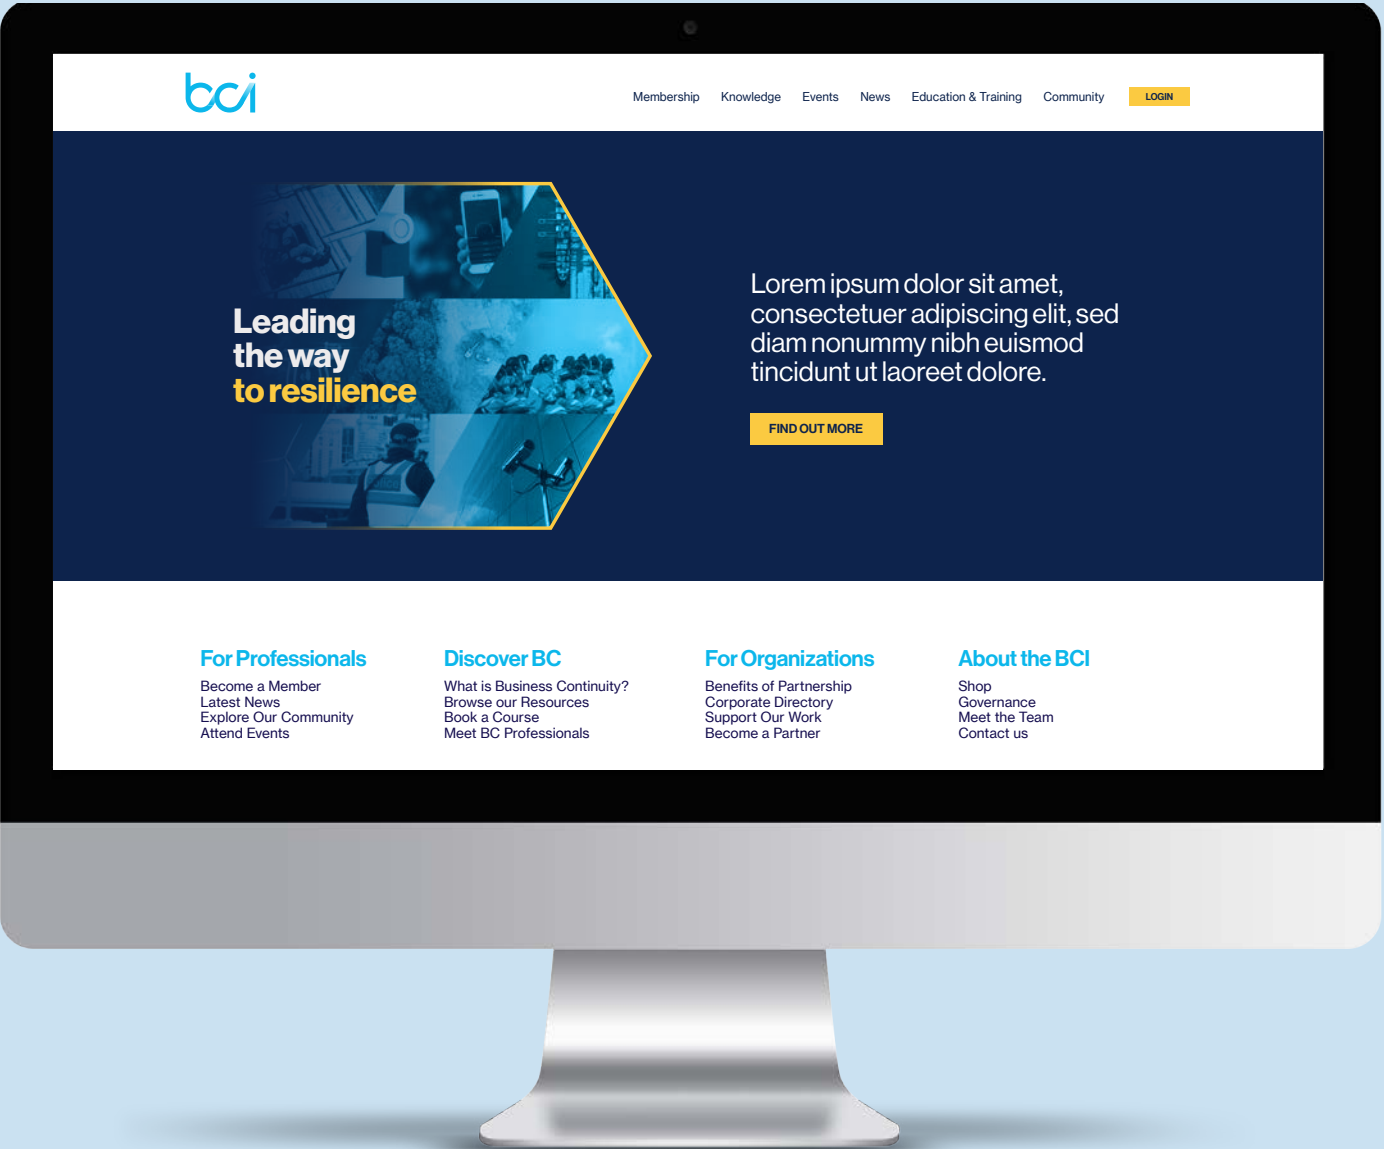 bci
Membership Knowledge Events News Education & Training Community LOGIN
Leading
the way
to resilience
Lorem ipsum dolor sit amet,
consectetuer adipiscing elit, sed
diam nonummy nibh euismod
tincidunt ut laoreet dolore.
FIND OUT MORE
For Professionals
Become a Member
Latest News
Explore Our Community
Attend Events
Discover BC
What is Business Continuity?
Browse our Resources
Book a Course
Meet BC Professionals
For Organizations
Benefits of Partnership
Corporate Directory
Support Our Work
Become a Partner
About the BCI
Shop
Governance
Meet the Team
Contact us